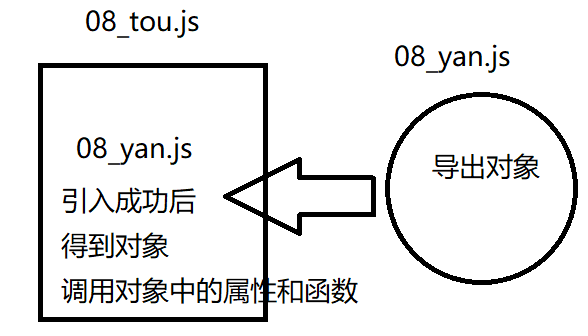 08_tou.js
08_yan.js
08_yan.js
导出对象
引入成功后
得到对象
调用对象中的属性和函数